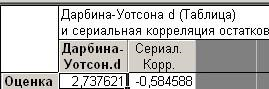 Дарбина-Уотсона d (Таблица)
и сериальная корреляция остатков
Дарбина- Сериал.
Уотсон.d Корр.
Оценка 2,737621 -0,584588